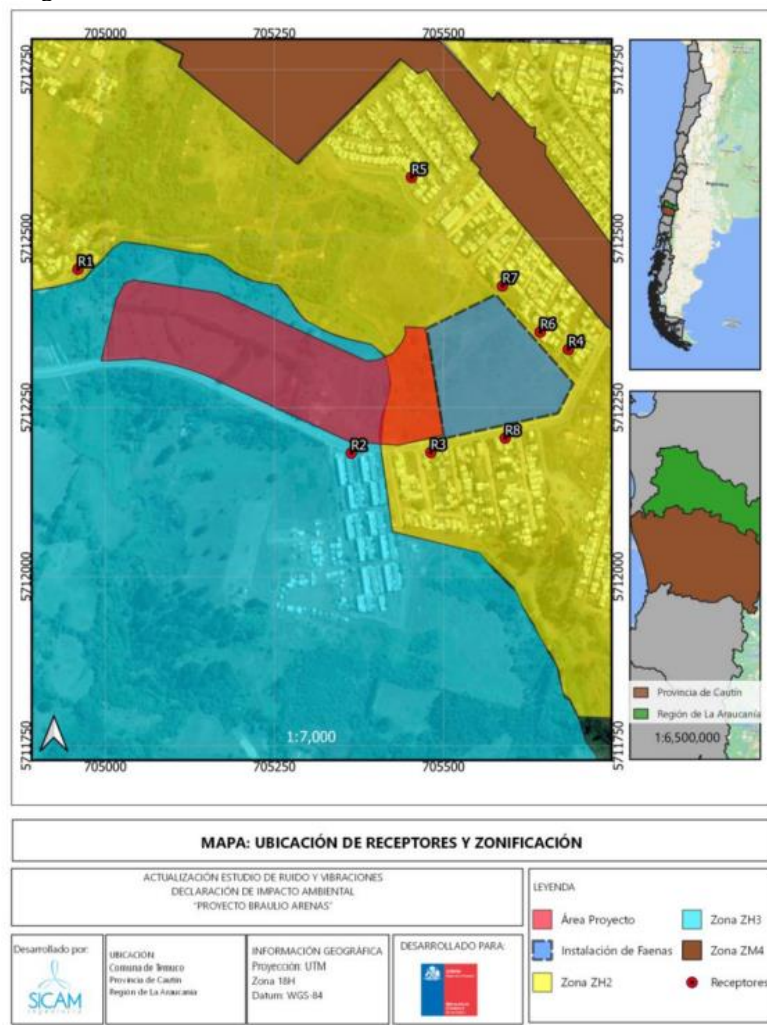 705000 705250 705500
5712750 5712750
5712500 5712500
5712250 5712250
5712000 5712000
5711750 5711750
R5
R1
R7
R6
R4
R8
R2
R3
1:7,000
705000 705250 705500
Argentina
Provincia de Cautín
Región de La Araucanía
1:6,500,000
MAPA: UBICACIÓN DE RECEPTORES Y ZONIFICACIÓN
ACTUALIZACIÓN ESTUDIO DE RUIDO Y VIBRACIONES
DECLARACIÓN DE IMPACTO AMBIENTAL
"PROYECTO BRAULIO ARENAS"
LEYENDA
Área Proyecto
Zona ZH3
Instalación de Faenas
Zona ZM4
Zona ZH2
Receptores
Desarrollado por:
SICAM
ingeniería
UBICACIÓN
Comuna de Temuco
Provincia de Cautín
Región de La Araucanía
INFORMACIÓN GEOGRÁFICA
Proyección: UTM
Zona 18H
Datum: WGS-84
DESARROLLADO PARA: